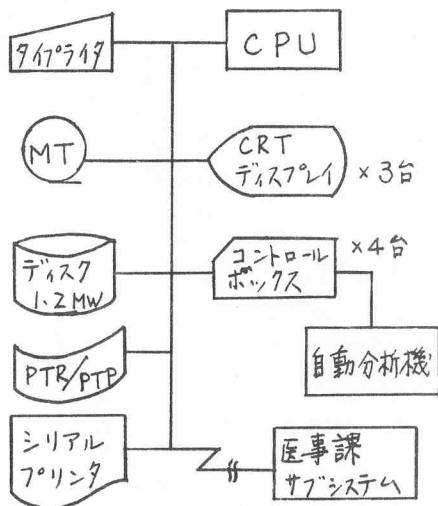 タイプライタ
CPU
MT
CRT
ディスプレイ
×3台
ディスク
1.2MW
コントロール
ボックス
×4台
PTR/PTP
自動分析機
シリアル
プリンタ
医事課
サブシステム